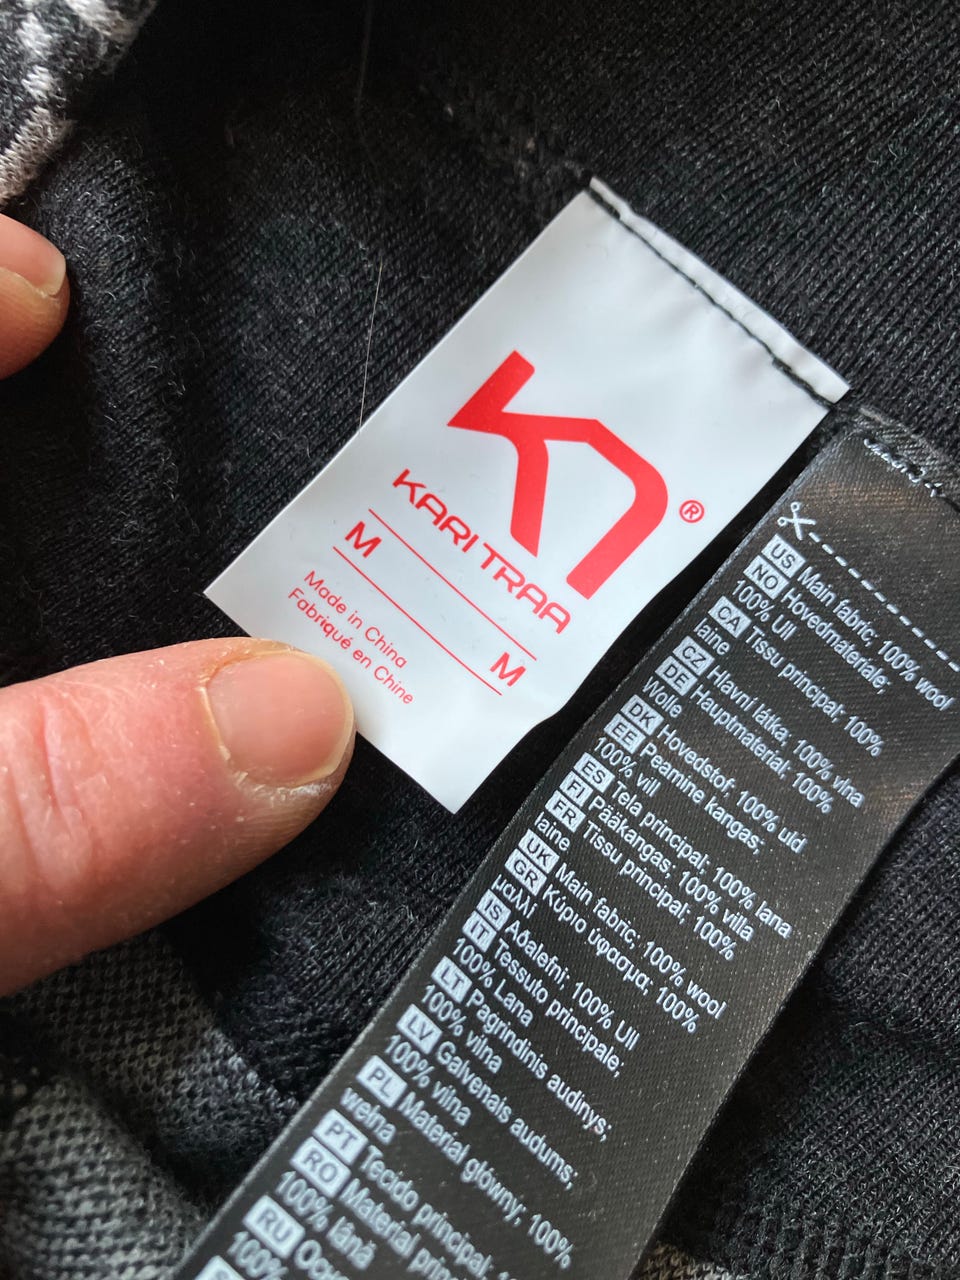 ®
KARI TRAA
M M
Made in China
Fabriqué en Chine
US Main fabric; 100% wool
NO Hovedmateriale;
100% Ull
CA Tissu principal; 100%
laine
CZ Hlavní látka; 100% vlna
DE Hauptmaterial; 100%
Wolle
DK Hovedstof; 100% uld
EE Peamine kangas;
100% vill
ES Tela principal; 100% lana
FI Pääkangas; 100% villa
FR Tissu principal; 100%
laine
UK Main fabric; 100% wool
GR Κύριο ύφασμα; 100%
μαλλί
IS Aðalefni; 100% Ull
IT Tessuto principale;
100% Lana
LT Pagrindinis audinys;
100% vilna
LV Galvenais audums;
100% vilna
PL Materiał główny; 100%
wełna
PT Tecido principal;
RO Material
100% lână
RU
100%